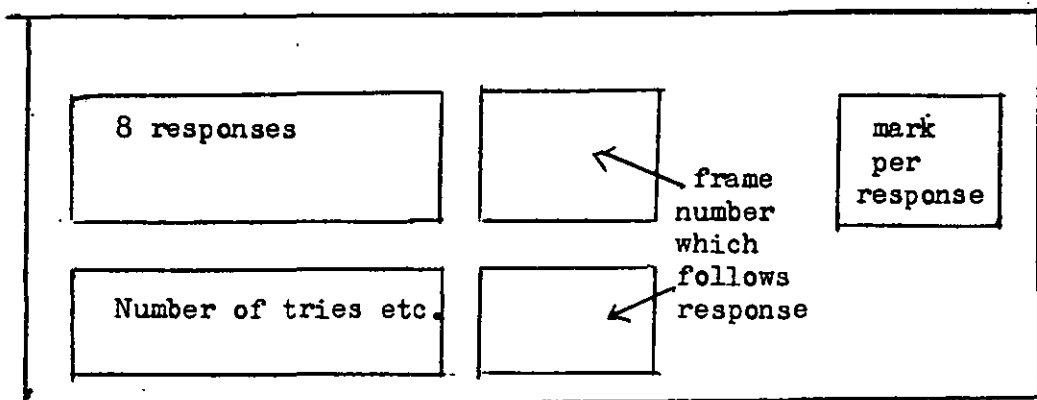 8 responses
mark
per
response
frame
number
which
follows
response
Number of tries etc.